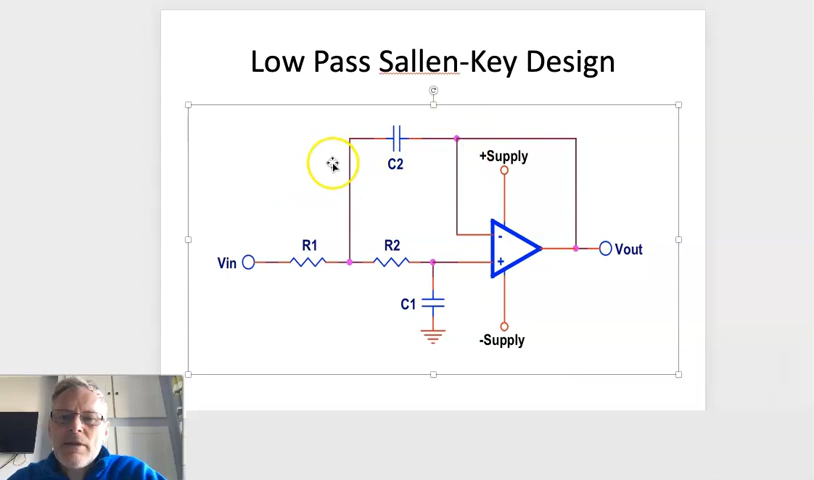 Low Pass Sallen-Key Design
C2
+Supply
R1
R2
-
+
Vin
Vout
C1
-Supply